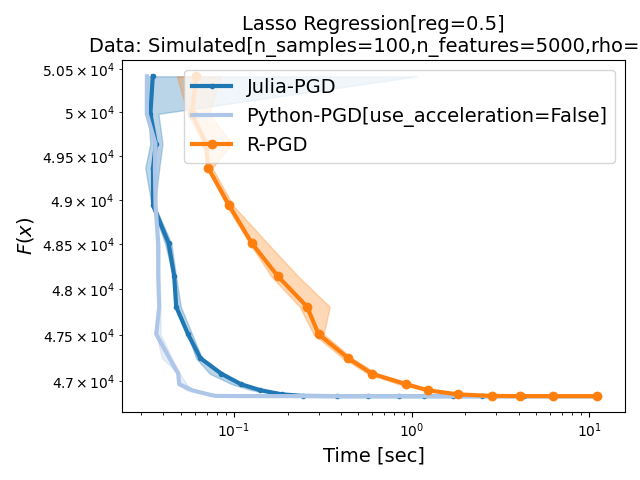 Lasso Regression[reg=0.5]
Data: Simulated[n_samples=100,n_features=5000,rho=
5.05 × 10⁴
5 × 10⁴
4.95 × 10⁴
4.9 × 10⁴
4.85 × 10⁴
4.8 × 10⁴
4.75 × 10⁴
4.7 × 10⁴
F(x)
Julia-PGD
Python-PGD[use_acceleration=False]
R-PGD
10⁻¹
10⁰
10¹
Time [sec]